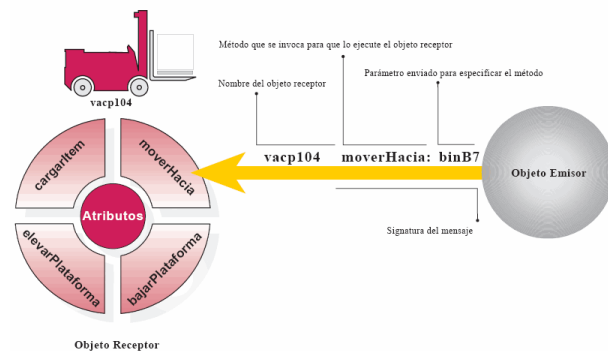 Método que se invoca para que lo ejecute el objeto receptor
Nombre del objeto receptor
Parámetro enviado para especificar el método
vacp104
vacp104 moverHacia: binB7
Objeto Emisor
Signatura del mensaje
cargarItem
moverHacia
Atributos
elevarPlataforma
bajarPlataforma
Objeto Receptor